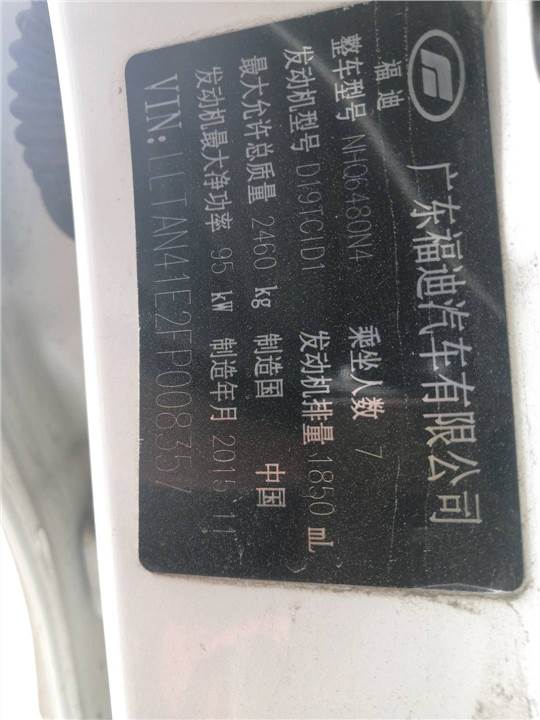 福迪
广东福迪汽车有限公司
整车型号 NHQ6480N4 乘坐人数 7
发动机型号 D19TCID1 发动机排量 1850 mL
最大允许总质量 2460 kg 制造国 中国
发动机最大净功率 95 kW 制造年月 2015.11
VIN: LLTAN41E2FP008357